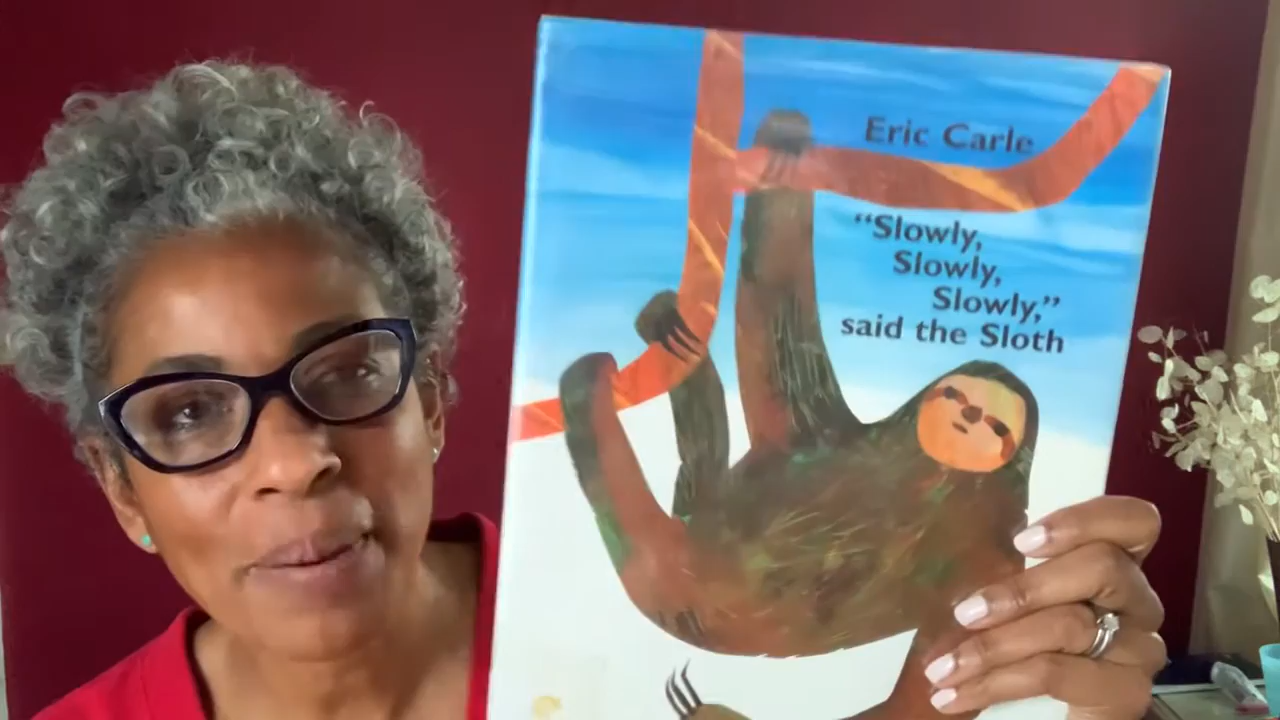 Eric Carle
“Slowly,
Slowly,
Slowly,”
said the Sloth